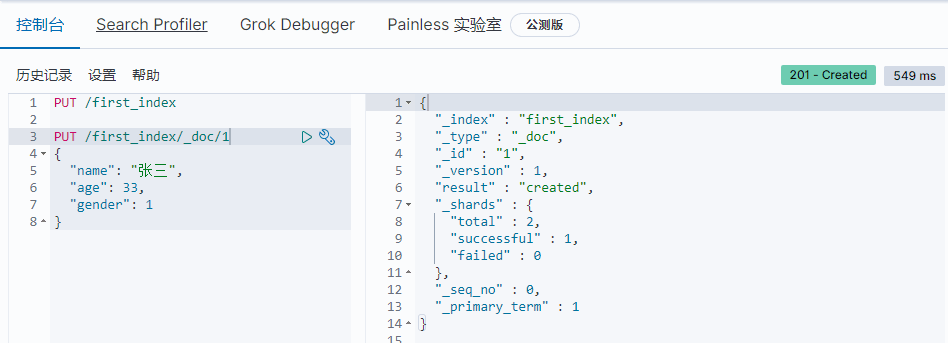 控制台 Search Profiler Grok Debugger Painless 实验室 公测版
历史记录 设置 帮助 201 - Created 549 ms
1 PUT /first_index
2
3 PUT /first_index/_doc/1
4 {
5 "name": "张三",
6 "age": 33,
7 "gender": 1
8 }
1 {
2 "_index" : "first_index",
3 "_type" : "_doc",
4 "_id" : "1",
5 "_version" : 1,
6 "result" : "created",
7 "_shards" : {
8 "total" : 2,
9 "successful" : 1,
10 "failed" : 0
11 },
12 "_seq_no" : 0,
13 "_primary_term" : 1
14 }
15